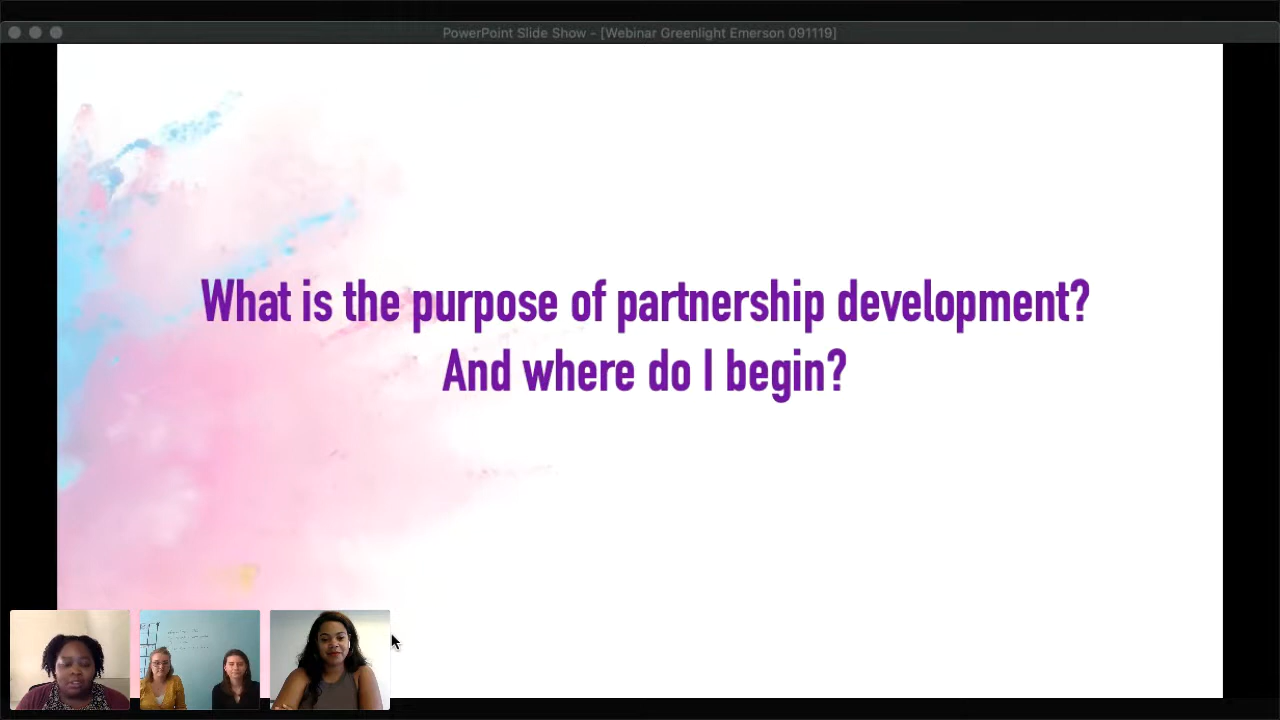 PowerPoint Slide Show - [Webinar Greenlight Emerson 091119]
What is the purpose of partnership development?
And where do I begin?